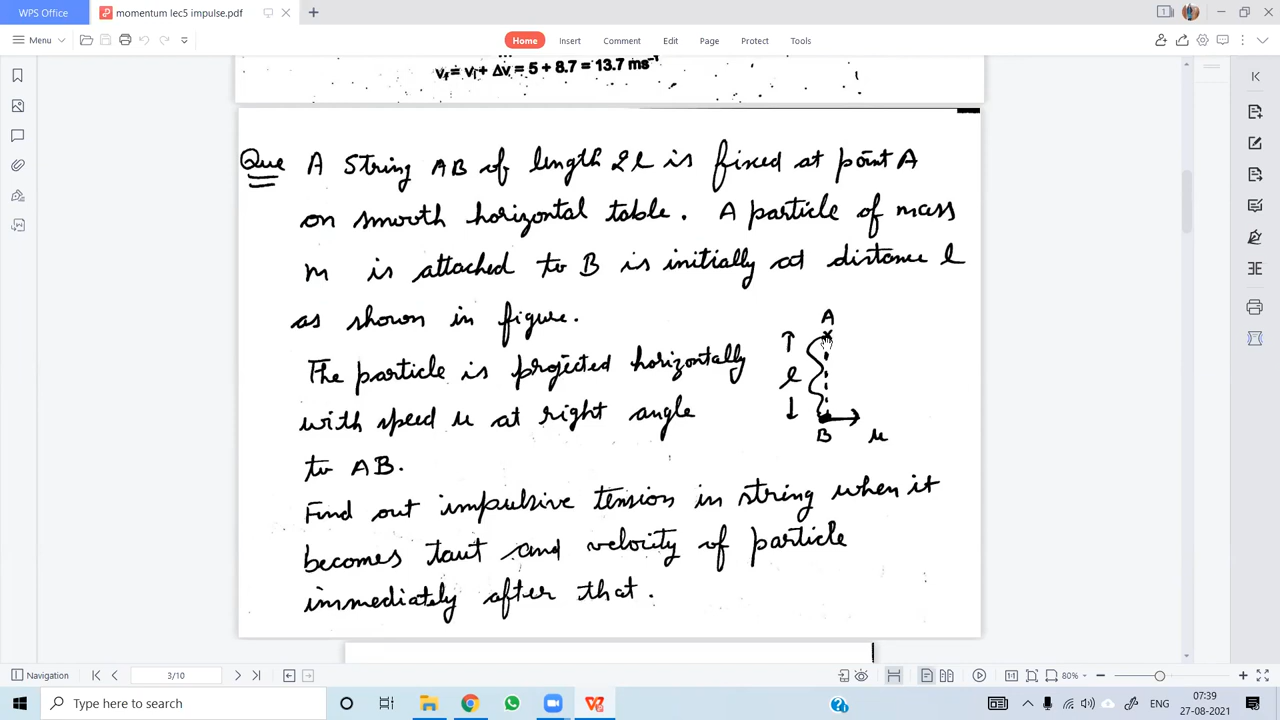 WPS Office
momentum lec5 impulse.pdf
Menu
Home Insert Comment Edit Page Protect Tools
vf = vi + Δv = 5 + 8.7 = 13.7 ms⁻¹
Que A String AB of length 2l is fixed at point A
on smooth horizontal table. A particle of mass
m is attached to B is initially at distance l
as shown in figure.
The particle is projected horizontally
with speed u at right angle
to AB.
Find out impulsive tension in string when it
becomes taut and velocity of particle
immediately after that.
A
l
B u
Navigation
3/10
80%
Type here to search
07:39
27-08-2021